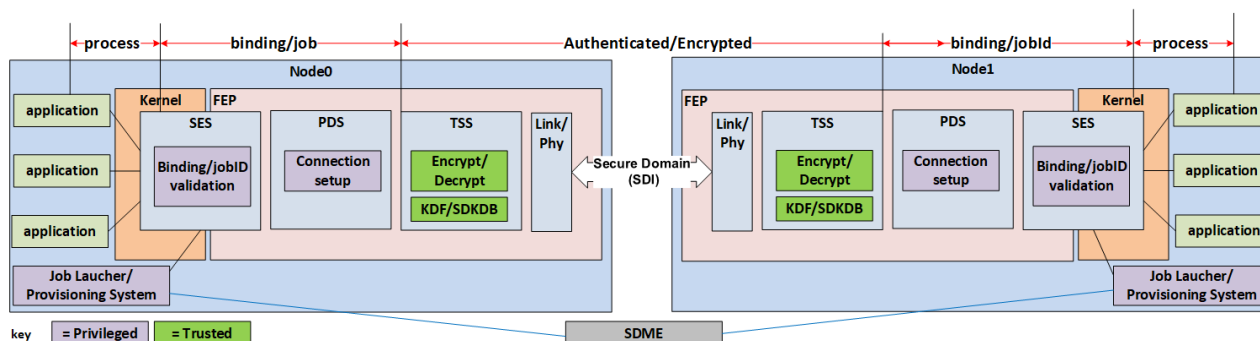 process
binding/job
Authenticated/Encrypted
binding/jobId
process
Node0
Node1
application
application
application
Kernel
FEP
SES
Binding/jobID
validation
PDS
Connection
setup
TSS
Encrypt/
Decrypt
KDF/SDKDB
Link/
Phy
Secure Domain
(SDI)
FEP
Link/
Phy
TSS
Encrypt/
Decrypt
KDF/SDKDB
PDS
Connection
setup
Kernel
SES
Binding/jobID
validation
application
application
application
Job Laucher/
Provisioning System
Job Laucher/
Provisioning System
key
= Privileged
= Trusted
SDME